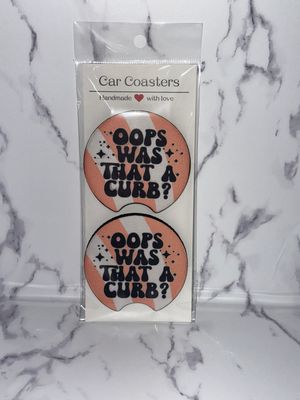 Car Coasters
Handmade ❤ with love
OOPS
WAS
THAT A
CURB?
OOPS
WAS
THAT A
CURB?